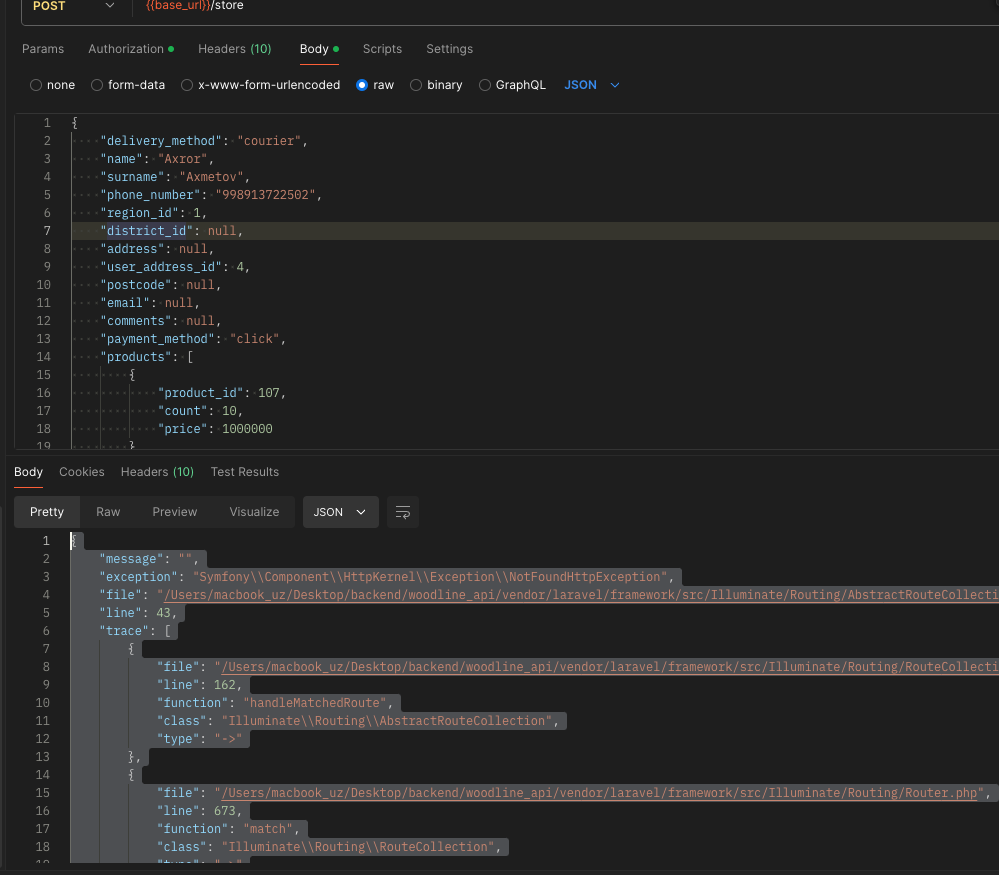 POST {{base_url}}/store
Params Authorization Headers (10) Body Scripts Settings
none form-data x-www-form-urlencoded raw binary GraphQL JSON
1 {
2 "delivery_method": "courier",
3 "name": "Axror",
4 "surname": "Axmetov",
5 "phone_number": "998913722502",
6 "region_id": 1,
7 "district_id": null,
8 "address": null,
9 "user_address_id": 4,
10 "postcode": null,
11 "email": null,
12 "comments": null,
13 "payment_method": "click",
14 "products": [
15 {
16 "product_id": 107,
17 "count": 10,
18 "price": 1000000
19 }
Body Cookies Headers (10) Test Results
Pretty Raw Preview Visualize JSON
1 {
2 "message": "",
3 "exception": "Symfony\\Component\\HttpKernel\\Exception\\NotFoundHttpException",
4 "file": "/Users/macbook_uz/Desktop/backend/woodline_api/vendor/laravel/framework/src/Illuminate/Routing/AbstractRouteCollecti
5 "line": 43,
6 "trace": [
7 {
8 "file": "/Users/macbook_uz/Desktop/backend/woodline_api/vendor/laravel/framework/src/Illuminate/Routing/RouteCollecti
9 "line": 162,
10 "function": "handleMatchedRoute",
11 "class": "Illuminate\\Routing\\AbstractRouteCollection",
12 "type": "->"
13 },
14 {
15 "file": "/Users/macbook_uz/Desktop/backend/woodline_api/vendor/laravel/framework/src/Illuminate/Routing/Router.php",
16 "line": 673,
17 "function": "match",
18 "class": "Illuminate\\Routing\\RouteCollection",